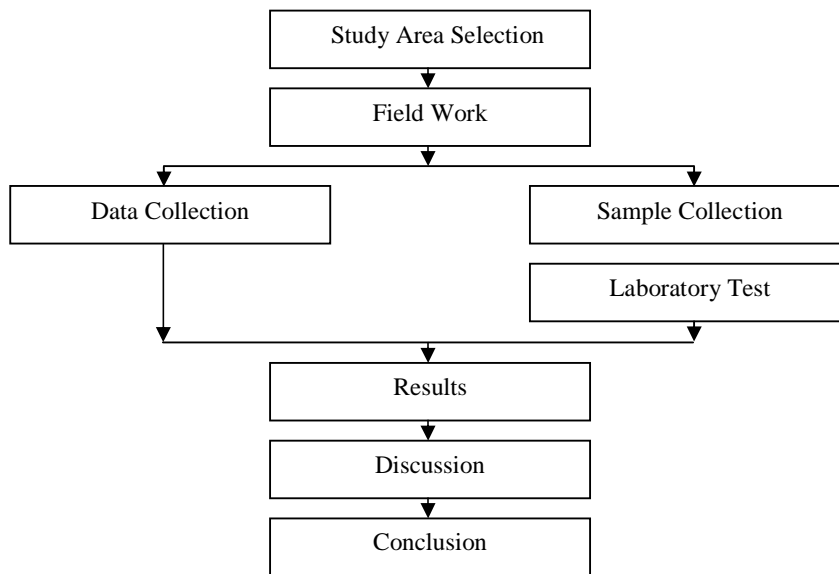 Study Area Selection
Field Work
Data Collection
Sample Collection
Laboratory Test
Results
Discussion
Conclusion